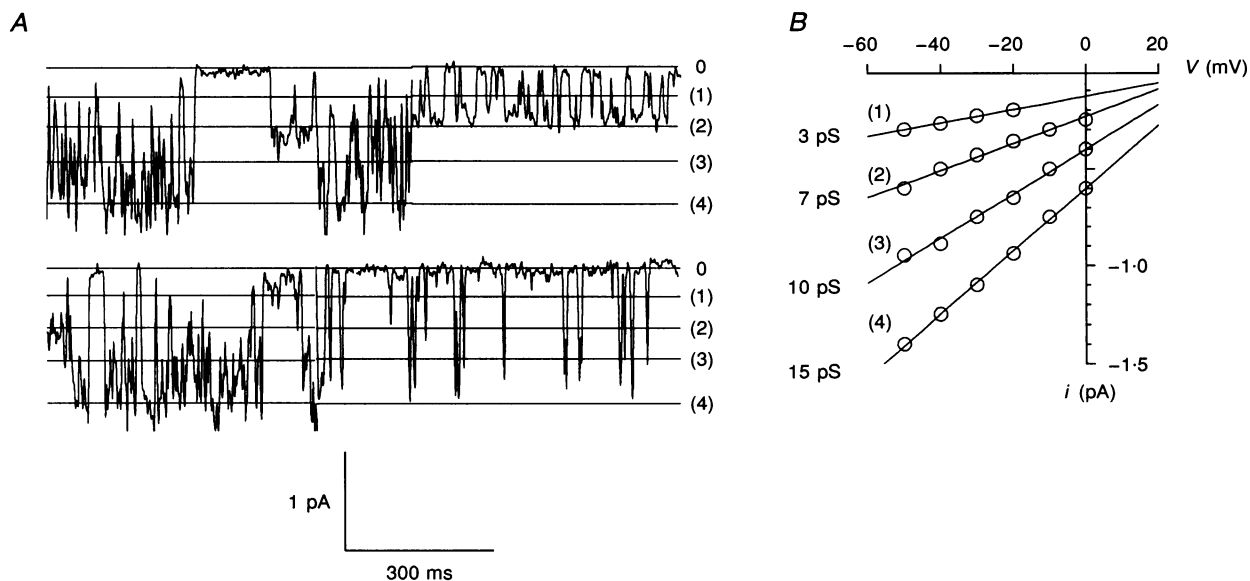 A
0
(1)
(2)
(3)
(4)
0
(1)
(2)
(3)
(4)
1 pA
300 ms
B
−60 −40 −20 0 20
V (mV)
(1)
3 pS
(2)
7 pS
(3)
−1·0
10 pS
(4)
15 pS
−1·5
i (pA)